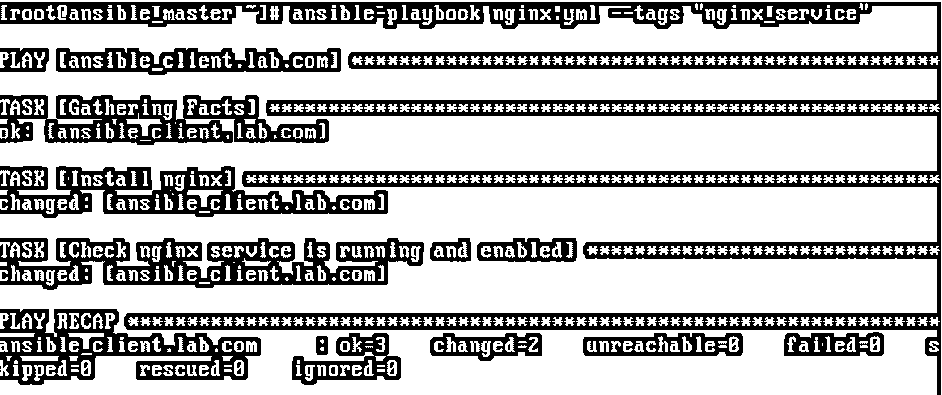 [root@ansible_master ~]# ansible-playbook nginx.yml --tags "nginx_service"
PLAY [ansible_client.lab.com] **************************************************
TASK [Gathering Facts] *********************************************************
ok: [ansible_client.lab.com]
TASK [Install nginx] ***********************************************************
changed: [ansible_client.lab.com]
TASK [Check nginx service is running and enabled] ******************************
changed: [ansible_client.lab.com]
PLAY RECAP *********************************************************************
ansible_client.lab.com     : ok=3    changed=2    unreachable=0    failed=0    s
kipped=0    rescued=0    ignored=0